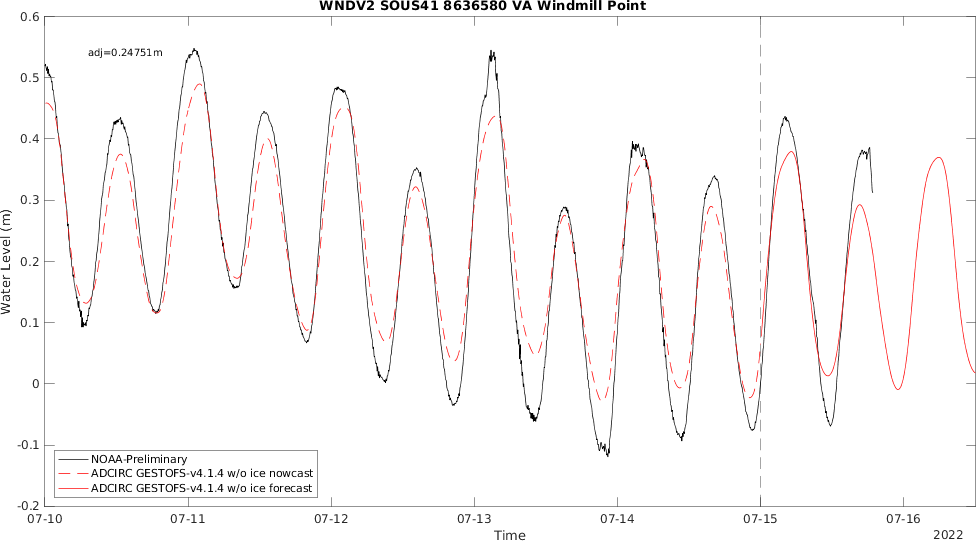 WNDV2 SOUS41 8636580 VA Windmill Point
0.6
0.5
0.4
0.3
0.2
0.1
0
-0.1
-0.2
Water Level (m)
adj=0.24751m
NOAA-Preliminary
ADCIRC GESTOFS-v4.1.4 w/o ice nowcast
ADCIRC GESTOFS-v4.1.4 w/o ice forecast
07-10 07-11 07-12 07-13 07-14 07-15 07-16
Time
2022